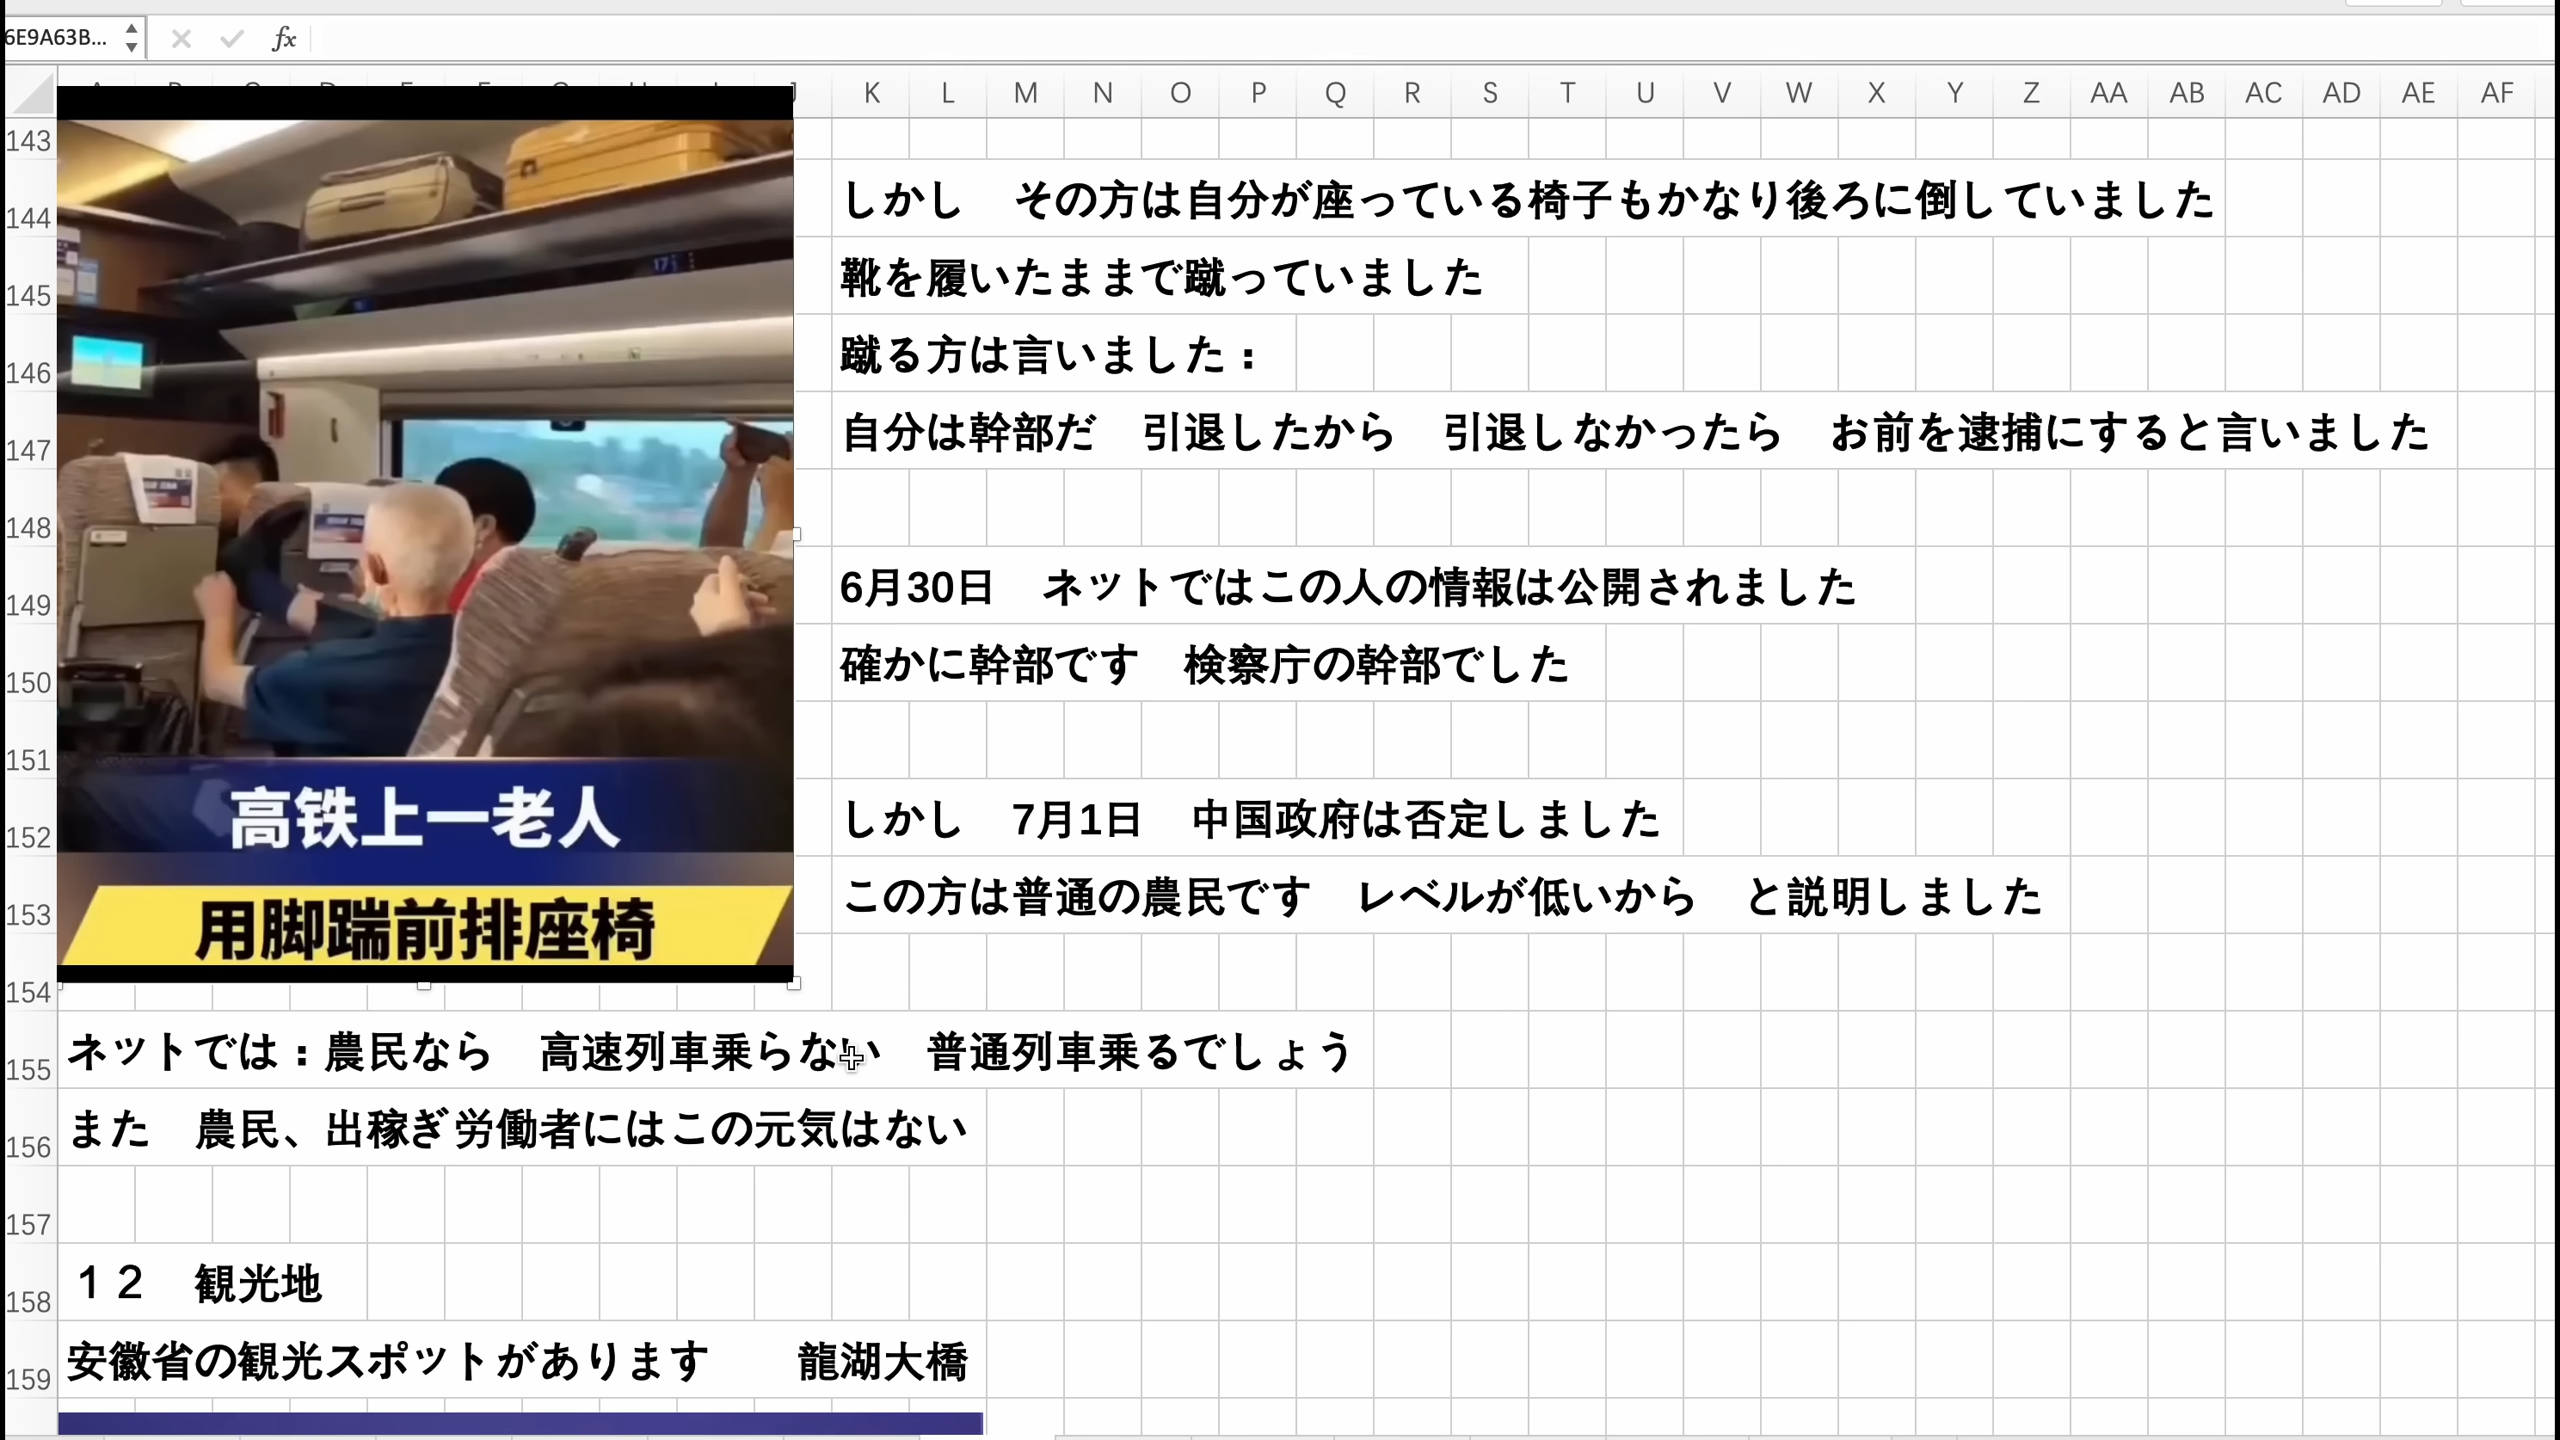 6E9A63B...
fx
K L M N O P Q R S T U V W X Y Z AA AB AC AD AE AF
143
144
145
146
147
148
149
150
151
152
153
154
155
156
157
158
159
17
高铁上一老人
用脚踹前排座椅
しかし　その方は自分が座っている椅子もかなり後ろに倒していました
靴を履いたままで蹴っていました
蹴る方は言いました：
自分は幹部だ　引退したから　引退しなかったら　お前を逮捕にすると言いました
6月30日　ネットではこの人の情報は公開されました
確かに幹部です　検察庁の幹部でした
しかし　7月1日　中国政府は否定しました
この方は普通の農民です　レベルが低いから　と説明しました
ネットでは：農民なら　高速列車乗らない　普通列車乗るでしょう
また　農民、出稼ぎ労働者にはこの元気はない
１２　観光地
安徽省の観光スポットがあります　　龍湖大橋